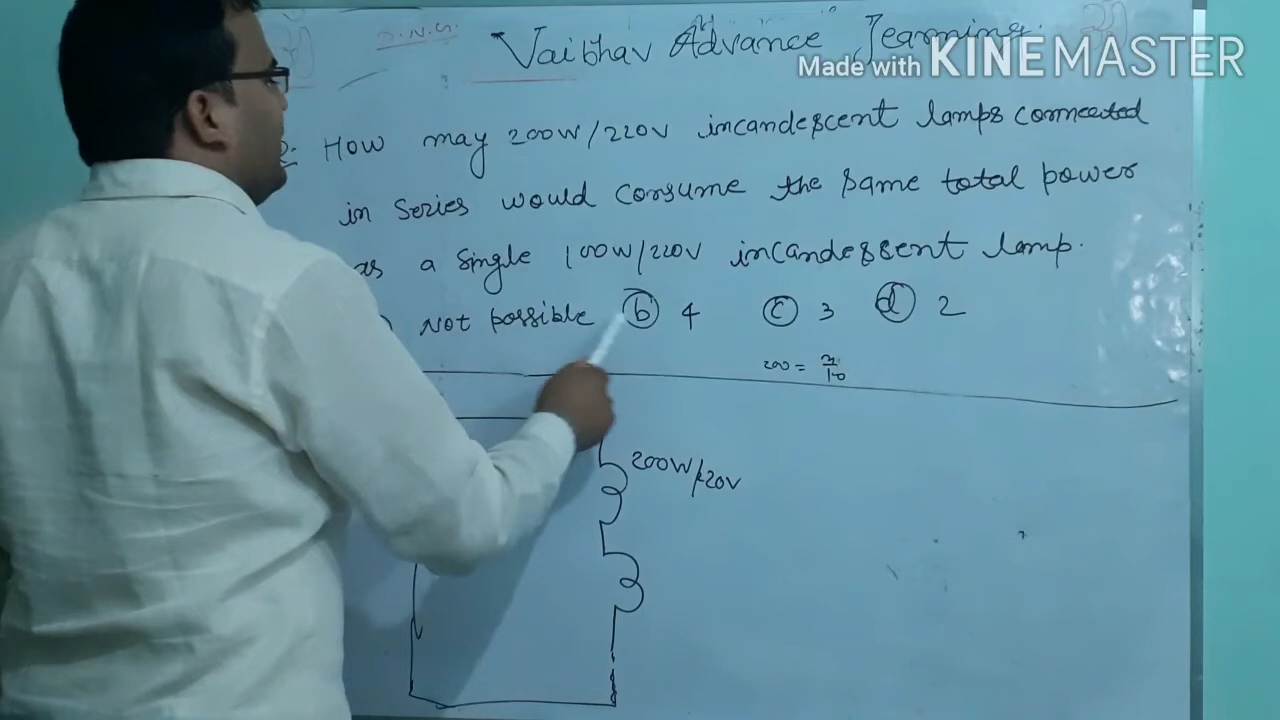 Vaibhav Advance Learning
Made with KINEMASTER
How may 200W/220V incandescent lamps connected
in Series would consume the same total power
as a single 100W/220V incandessent lamp.
Not possible (b) 4 (c) 3 (d) 2
200W/220V